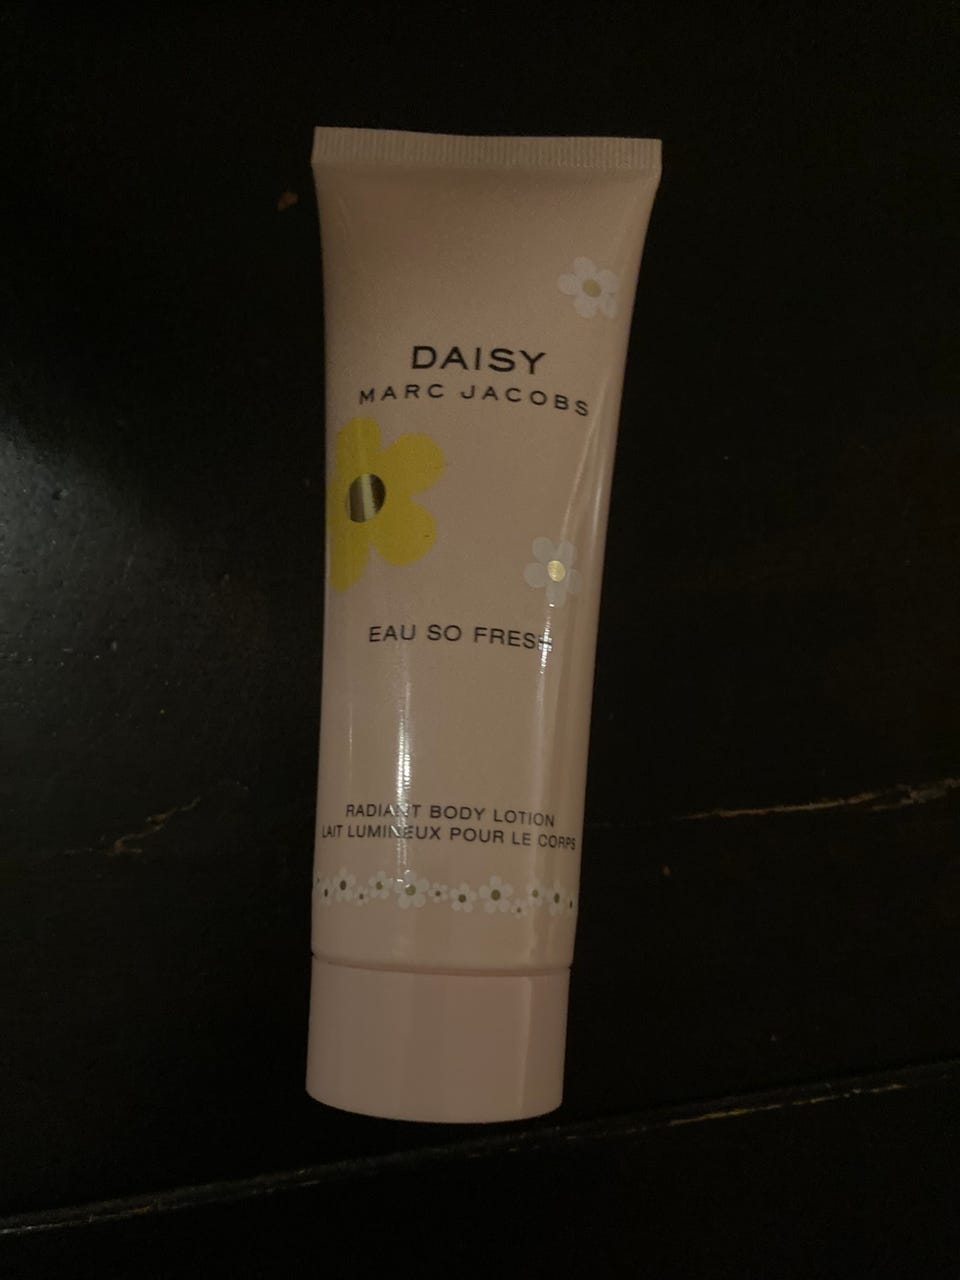 DAISY
MARC JACOBS
EAU SO FRESH
RADIANT BODY LOTION
LAIT LUMINEUX POUR LE CORPS